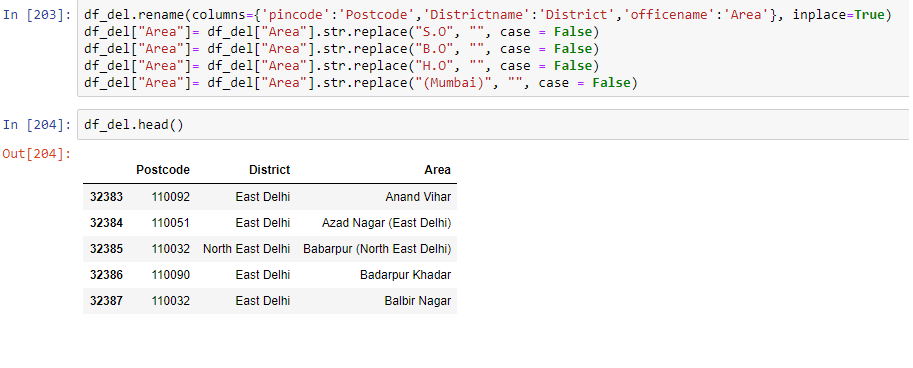 In [203]: df_del.rename(columns={'pincode':'Postcode','Districtname':'District','officename':'Area'}, inplace=True)
df_del["Area"]= df_del["Area"].str.replace("S.O", "", case = False)
df_del["Area"]= df_del["Area"].str.replace("B.O", "", case = False)
df_del["Area"]= df_del["Area"].str.replace("H.O", "", case = False)
df_del["Area"]= df_del["Area"].str.replace("(Mumbai)", "", case = False)
In [204]: df_del.head()
Out[204]:
Postcode District Area
32383 110092 East Delhi Anand Vihar
32384 110051 East Delhi Azad Nagar (East Delhi)
32385 110032 North East Delhi Babarpur (North East Delhi)
32386 110090 East Delhi Badarpur Khadar
32387 110032 East Delhi Balbir Nagar